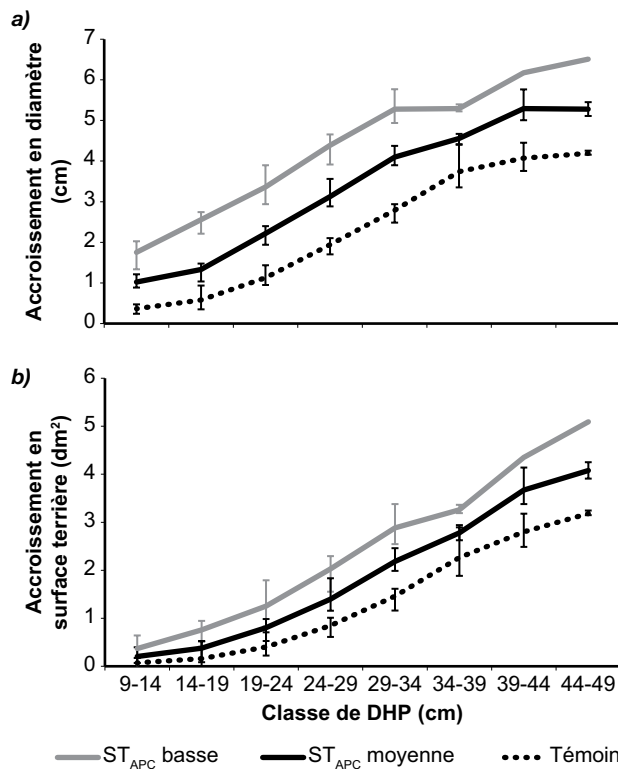 a)
Accroissement en diamètre
(cm)
7
6
5
4
3
2
1
0
b)
Accroissement en
surface terrière (dm²)
6
5
4
3
2
1
0
9-14 14-19 19-24 24-29 29-34 34-39 39-44 44-49
Classe de DHP (cm)
ST_APC basse ST_APC moyenne Témoin